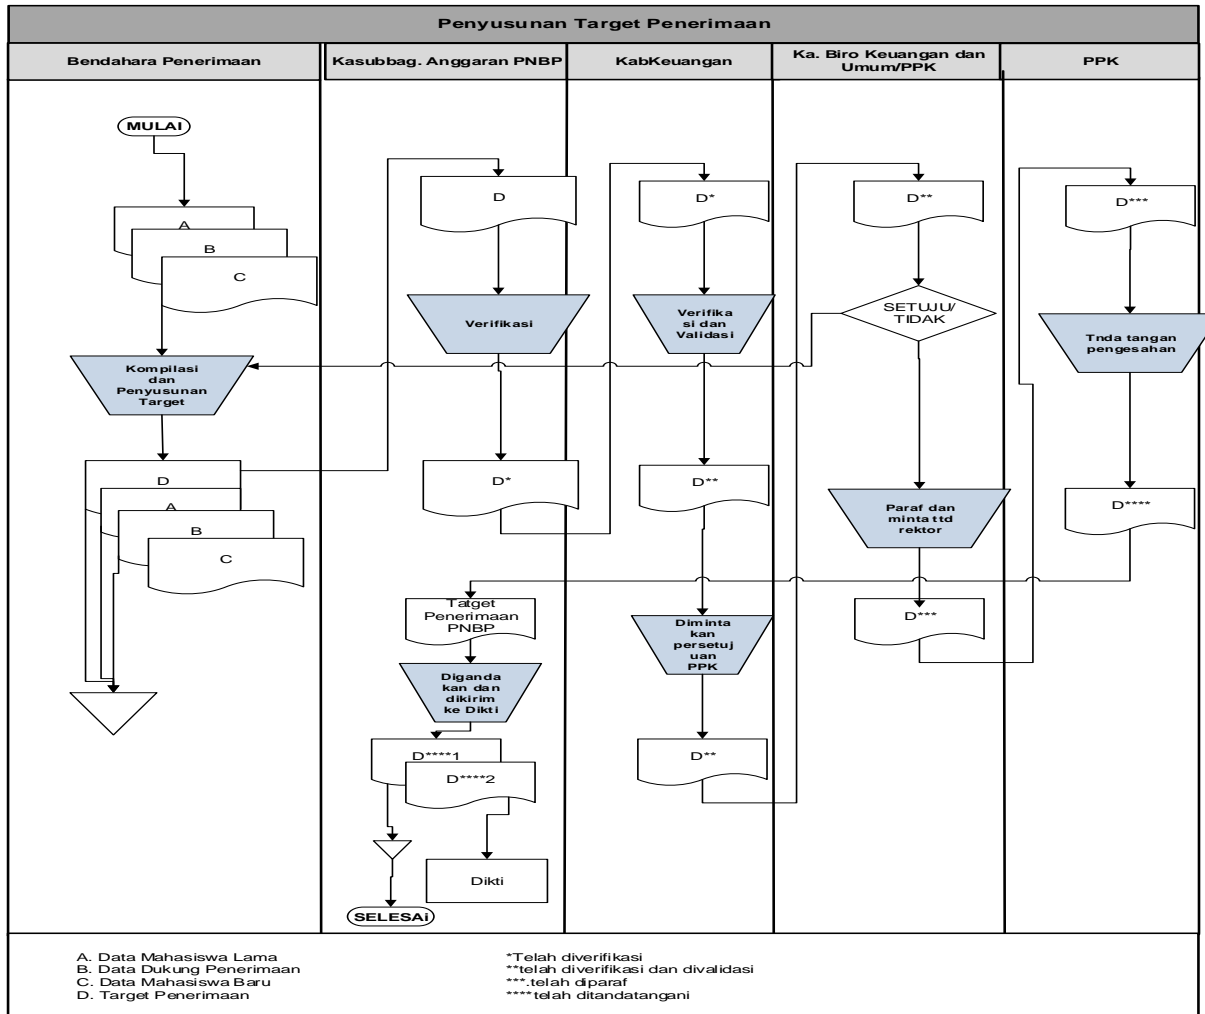 Penyusunan Target Penerimaan
Bendahara Penerimaan
Kasubbag. Anggaran PNBP
KabKeuangan
Ka. Biro Keuangan dan
Umum/PPK
PPK
MULAi
A
B
C
Kompilasi
dan
Penyusunan
Target
D
A
B
C
D
Verifikasi
D*
Tatget
Penerimaan
PNBP
Diganda
kan dan
dikirim
ke Dikti
D****1
D****2
Dikti
SELESAi
D*
Verifika
si dan
Validasi
D**
Diminta
kan
persetuj
uan
PPK
D**
D**
SETUJU/
TIDAK
Paraf dan
minta ttd
rektor
D***
D***
Tnda tangan
pengesahan
D****
A. Data Mahasiswa Lama
B. Data Dukung Penerimaan
C. Data Mahasiswa Baru
D. Target Penerimaan
*Telah diverifikasi
**telah diverifikasi dan divalidasi
***.telah diparaf
****telah ditandatangani